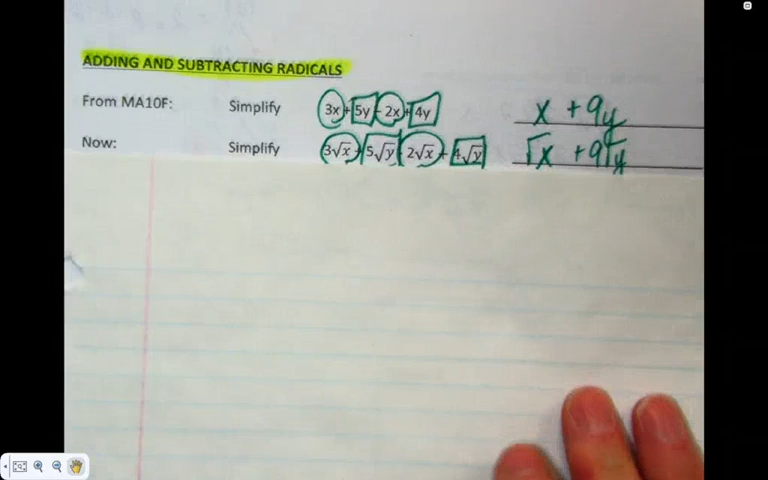 ADDING AND SUBTRACTING RADICALS
From MA10F: Simplify 3x+5y-2x+4y x + 9y
Now: Simplify 3√x+5√y-2√x+4√y √x + 9√y